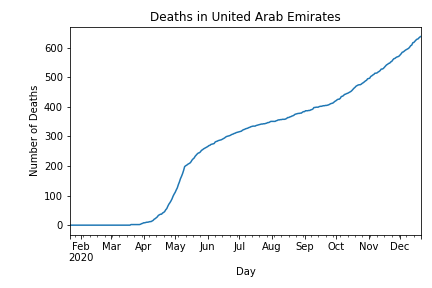 Deaths in United Arab Emirates
600
500
400
300
200
100
0
Number of Deaths
Feb Mar Apr May Jun Jul Aug Sep Oct Nov Dec
2020
Day